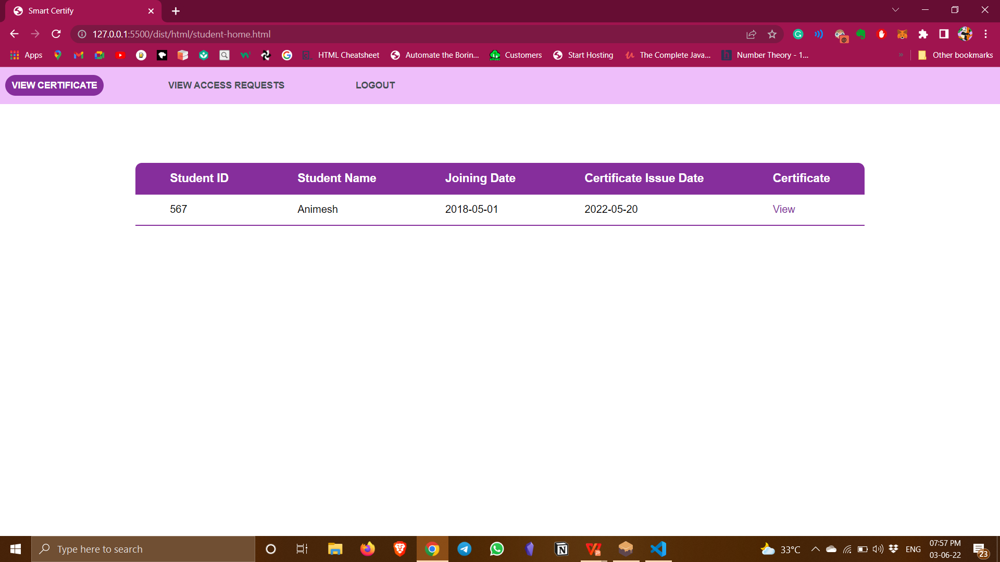 Smart Certify
127.0.0.1:5500/dist/html/student-home.html
Apps HTML Cheatsheet Automate the Borin... Customers Start Hosting The Complete Java... Number Theory - 1... » Other bookmarks
VIEW CERTIFICATE VIEW ACCESS REQUESTS LOGOUT
Student ID Student Name Joining Date Certificate Issue Date Certificate
567 Animesh 2018-05-01 2022-05-20 View
Type here to search 33°C ENG 07:57 PM
03-06-22 23